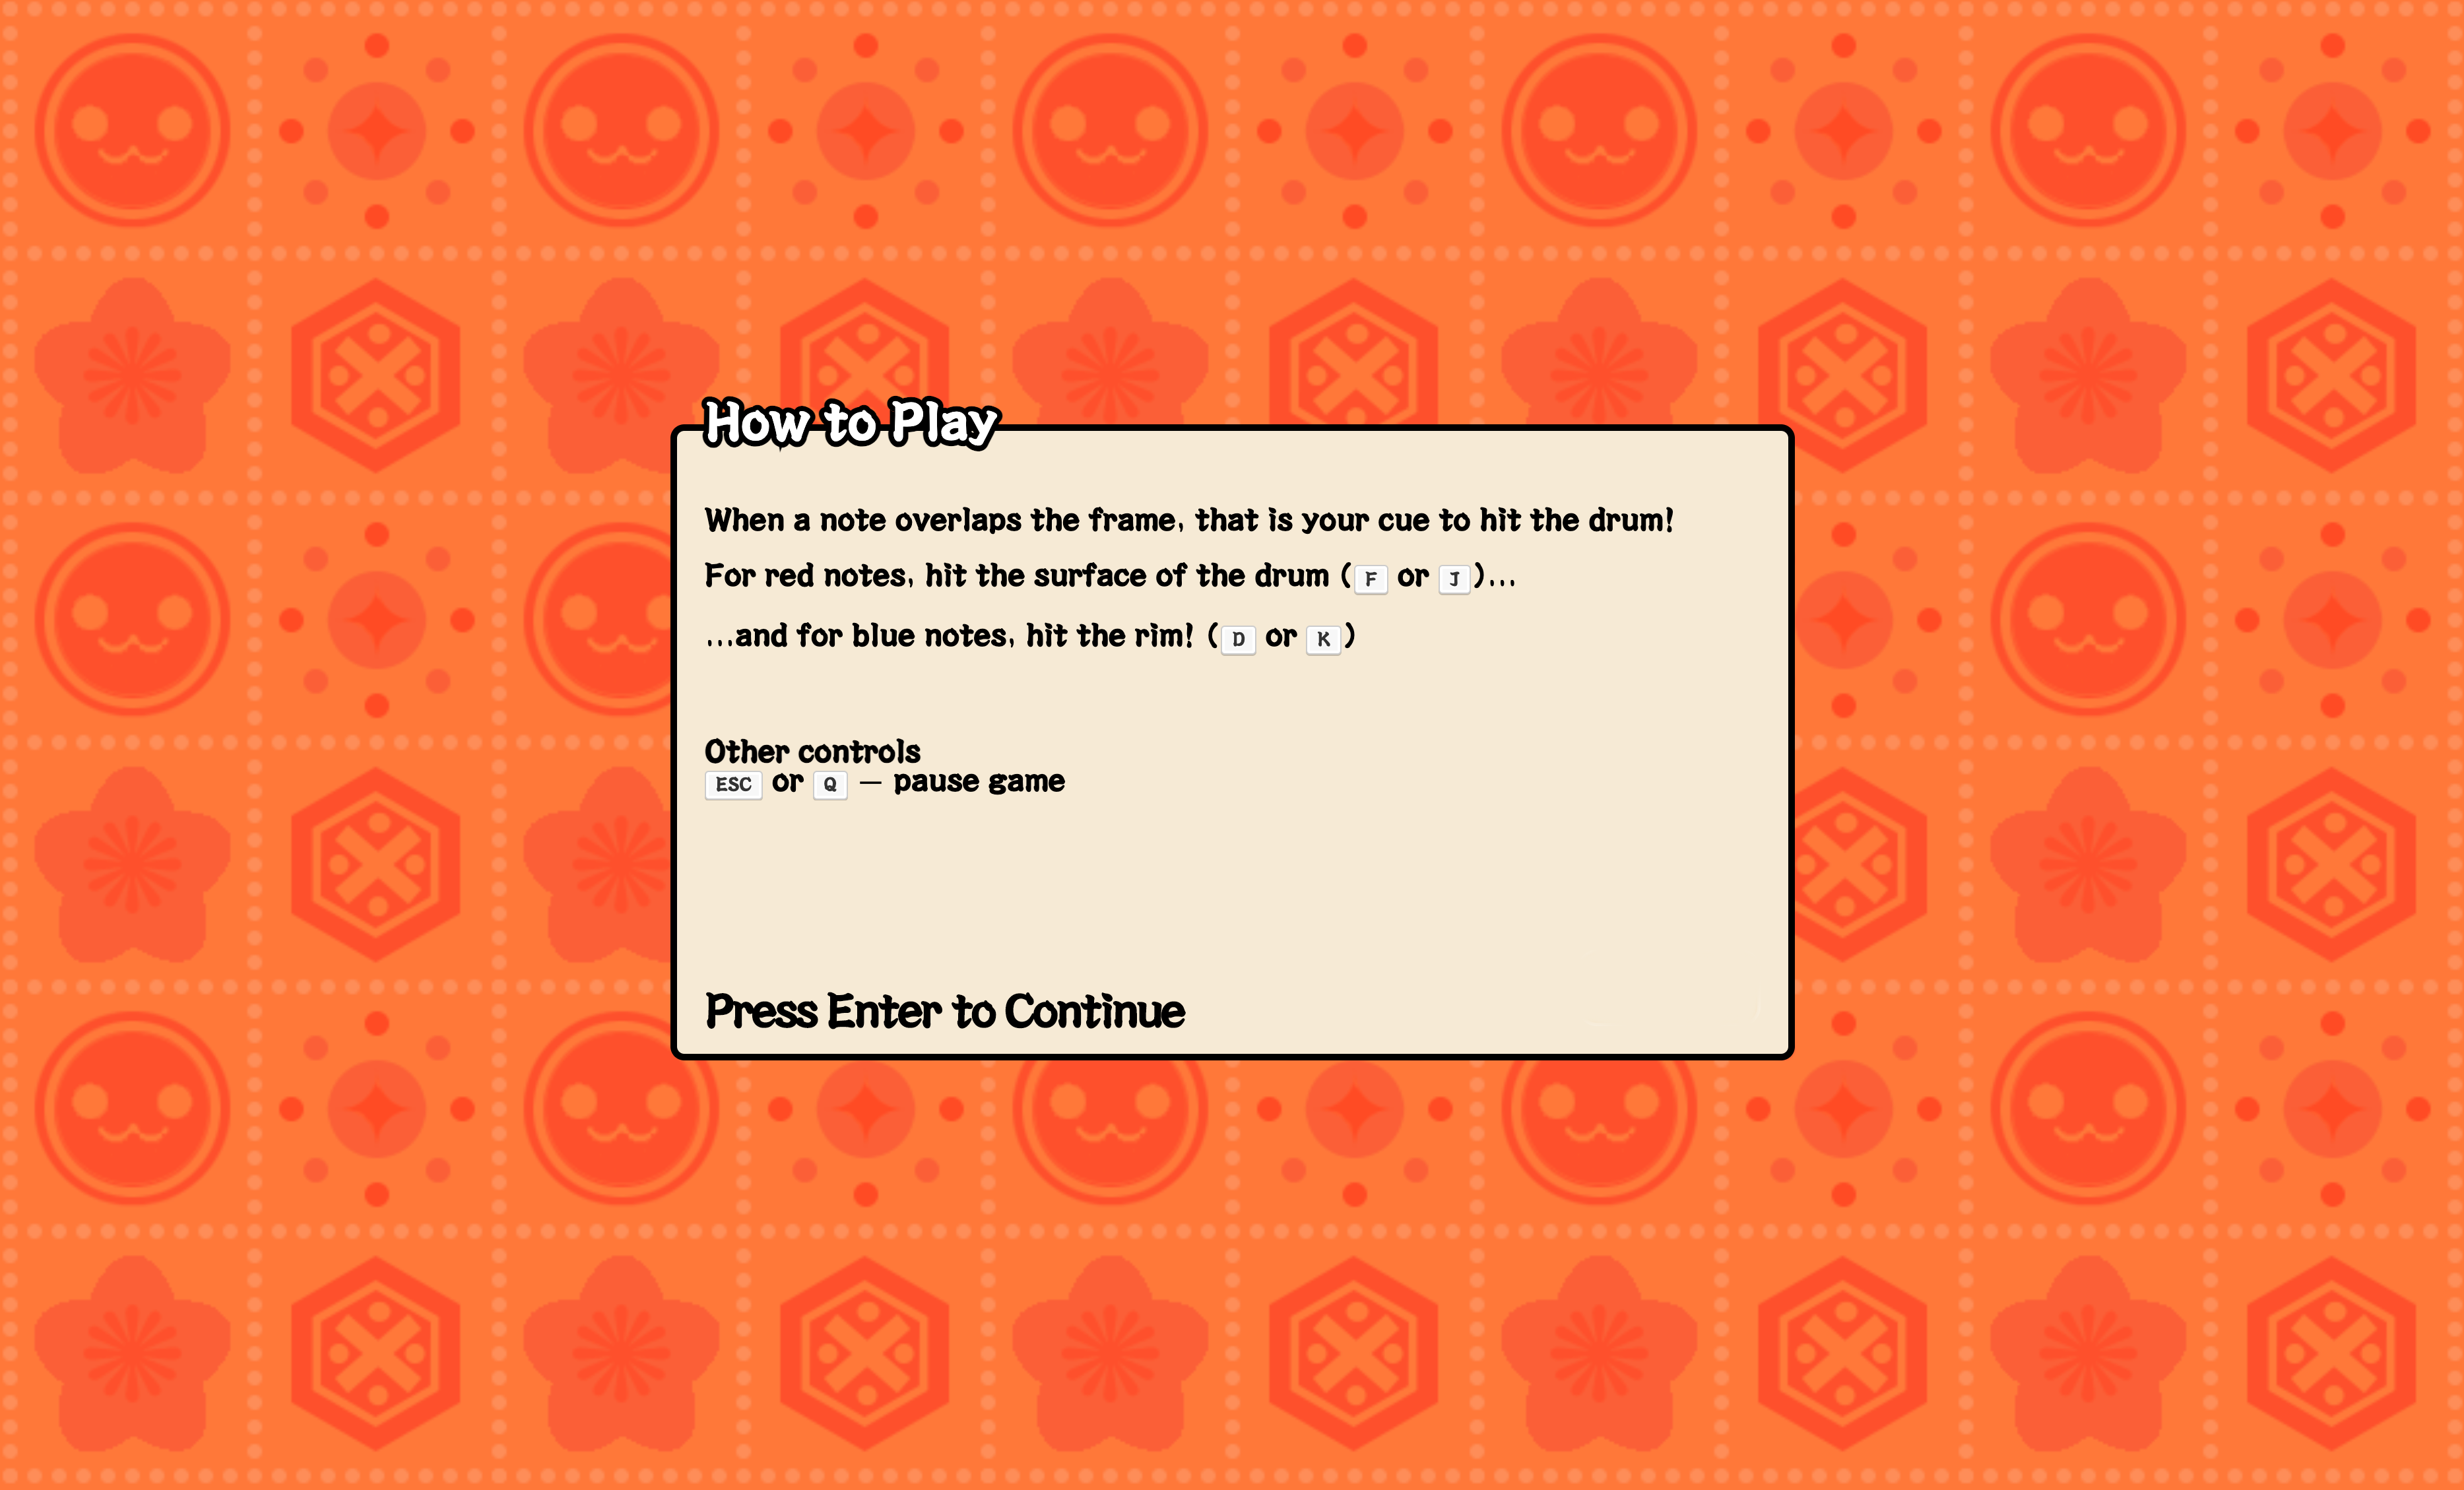 How to Play
When a note overlaps the frame, that is your cue to hit the drum!
For red notes, hit the surface of the drum (F or J)...
...and for blue notes, hit the rim! (D or K)
Other controls
ESC or Q — pause game
Press Enter to Continue